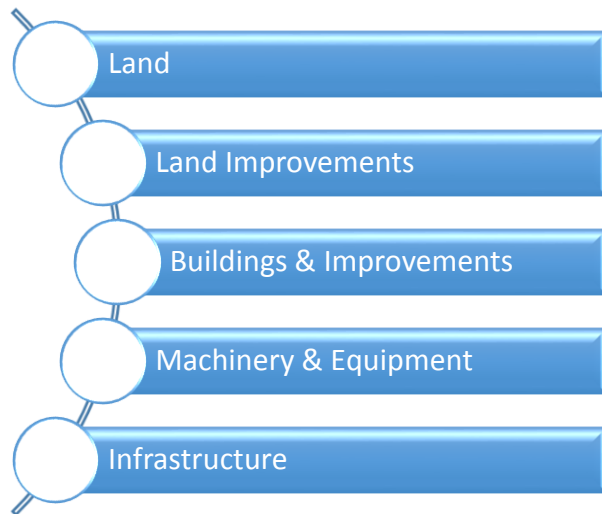 Land
Land Improvements
Buildings & Improvements
Machinery & Equipment
Infrastructure